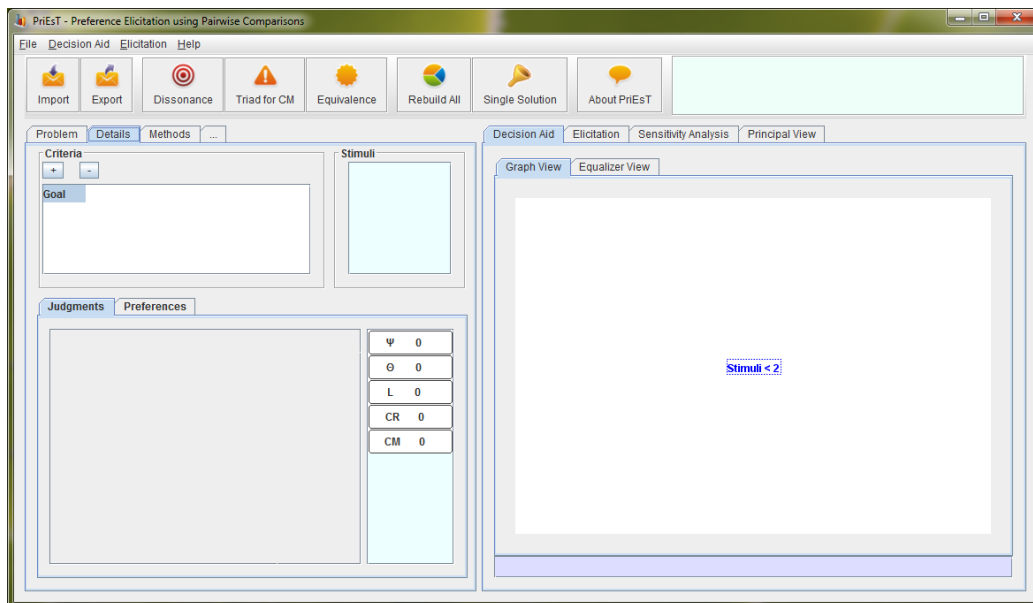 PriEsT - Preference Elicitation using Pairwise Comparisons
File Decision Aid Elicitation Help
Import Export Dissonance Triad for CM Equivalence Rebuild All Single Solution About PriEsT
Problem Details Methods ...
Criteria
+ -
Goal
Stimuli
Judgments Preferences
Ψ 0
Θ 0
L 0
CR 0
CM 0
Decision Aid Elicitation Sensitivity Analysis Principal View
Graph View Equalizer View
Stimuli < 2